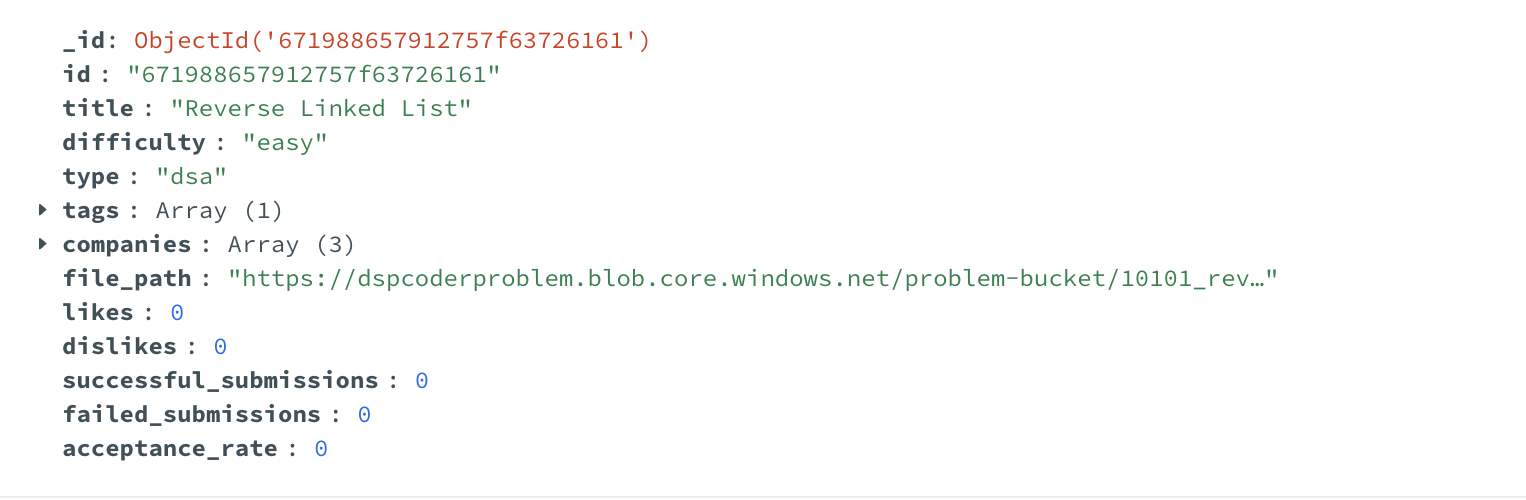 _id: ObjectId('671988657912757f63726161')
id : "671988657912757f63726161"
title : "Reverse Linked List"
difficulty : "easy"
type : "dsa"
tags : Array (1)
companies : Array (3)
file_path : "https://dspcoderproblem.blob.core.windows.net/problem-bucket/10101_rev…"
likes : 0
dislikes : 0
successful_submissions : 0
failed_submissions : 0
acceptance_rate : 0